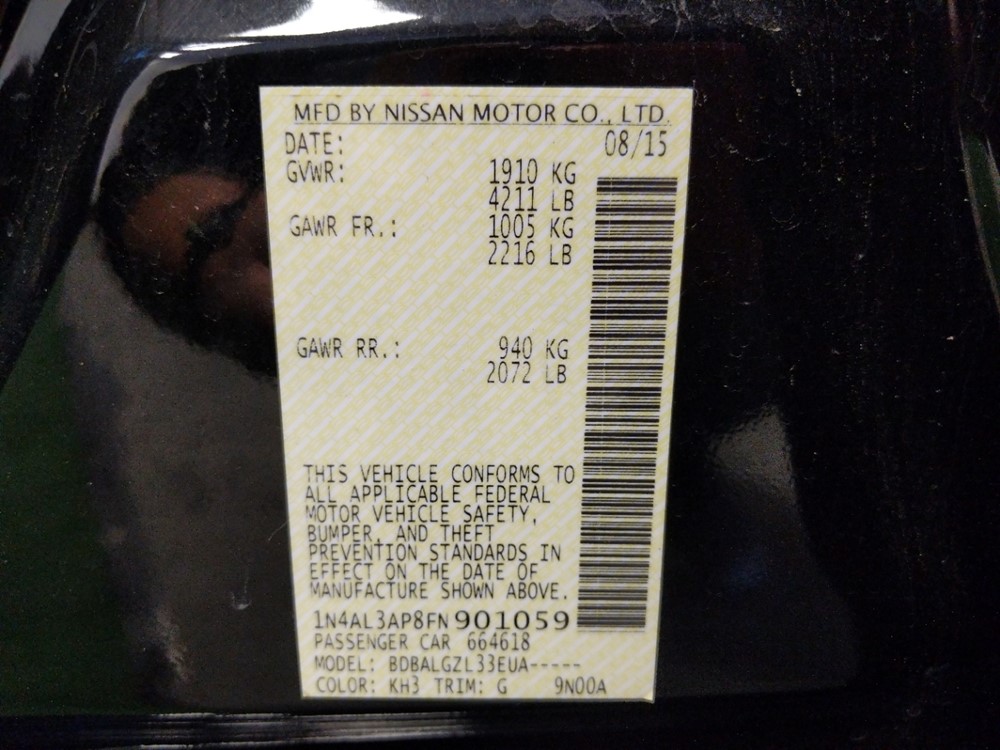 MFD BY NISSAN MOTOR CO., LTD.
DATE: 08/15
GVWR: 1910 KG
4211 LB
GAWR FR.: 1005 KG
2216 LB
GAWR RR.: 940 KG
2072 LB
THIS VEHICLE CONFORMS TO
ALL APPLICABLE FEDERAL
MOTOR VEHICLE SAFETY,
BUMPER, AND THEFT
PREVENTION STANDARDS IN
EFFECT ON THE DATE OF
MANUFACTURE SHOWN ABOVE.
1N4AL3AP8FN901059
PASSENGER CAR 664618
MODEL: BDBALGZL33EUA-----
COLOR: KH3 TRIM: G 9N00A